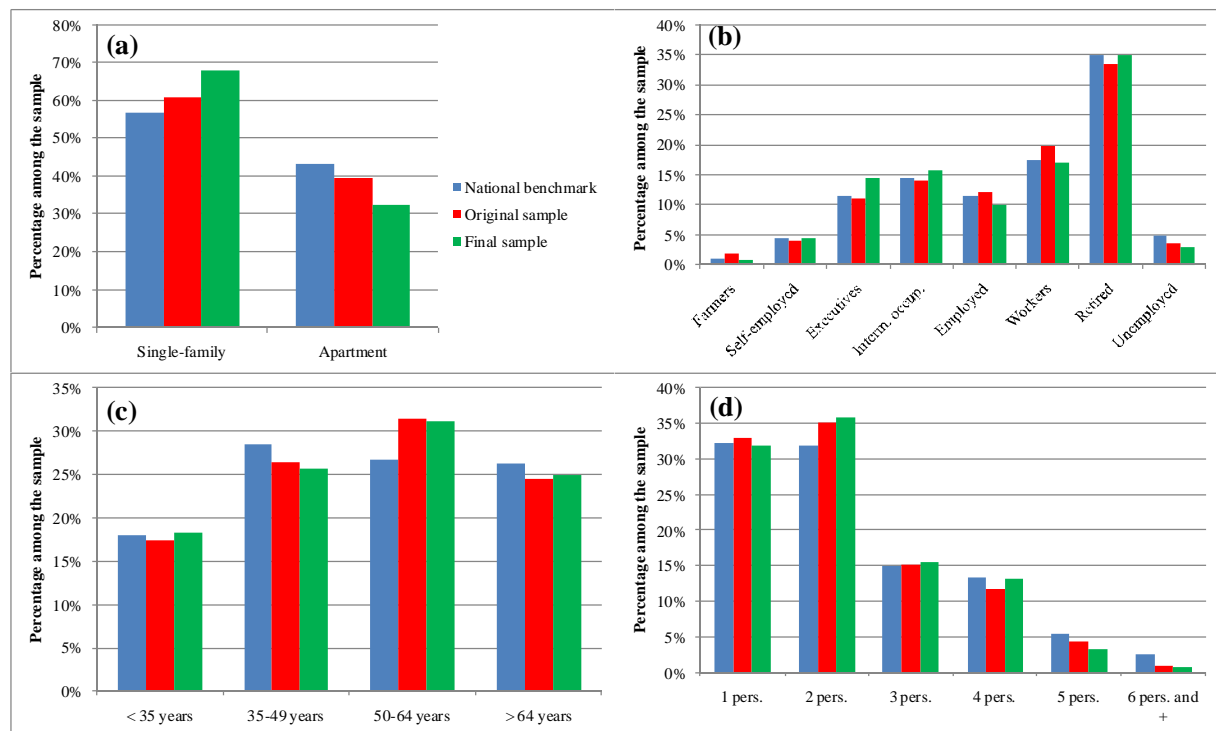 (a)
Percentage among the sample
80%
70%
60%
50%
40%
30%
20%
10%
0%
Single-family
Apartment
National benchmark
Original sample
Final sample
(b)
Percentage among the sample
40%
35%
30%
25%
20%
15%
10%
5%
0%
Farmers
Self-employed
Executives
Interm. occup.
Employed
Workers
Retired
Unemployed
(c)
Percentage among the sample
35%
30%
25%
20%
15%
10%
5%
0%
< 35 years
35-49 years
50-64 years
> 64 years
(d)
Percentage among the sample
40%
35%
30%
25%
20%
15%
10%
5%
0%
1 pers.
2 pers.
3 pers.
4 pers.
5 pers.
6 pers. and
+